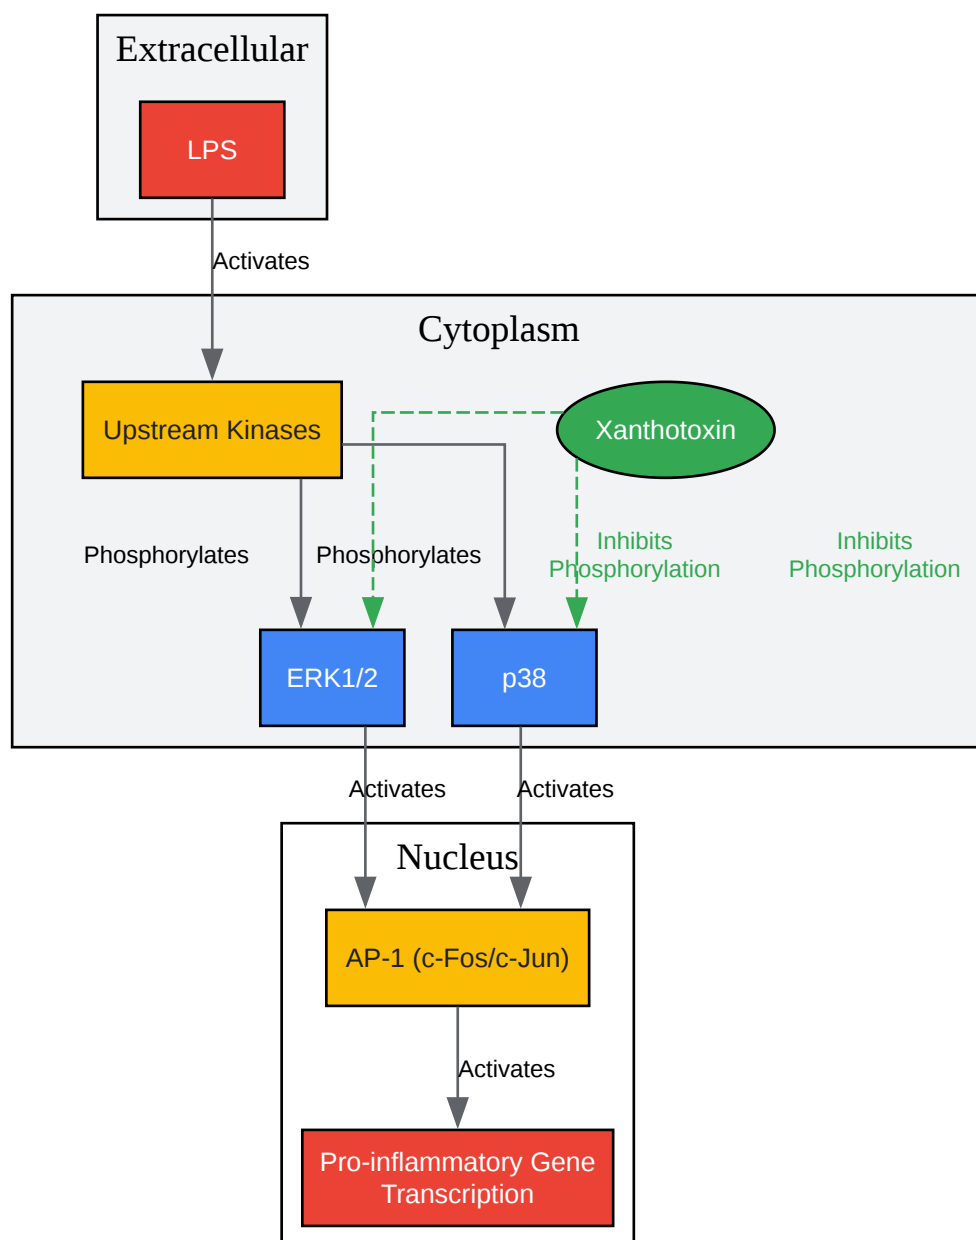 Extracellular
LPS
Activates
Cytoplasm
Upstream Kinases
Xanthotoxin
Phosphorylates
Phosphorylates
Inhibits
Phosphorylation
Inhibits
Phosphorylation
ERK1/2
p38
Activates
Activates
Nucleus
AP-1 (c-Fos/c-Jun)
Activates
Pro-inflammatory Gene
Transcription